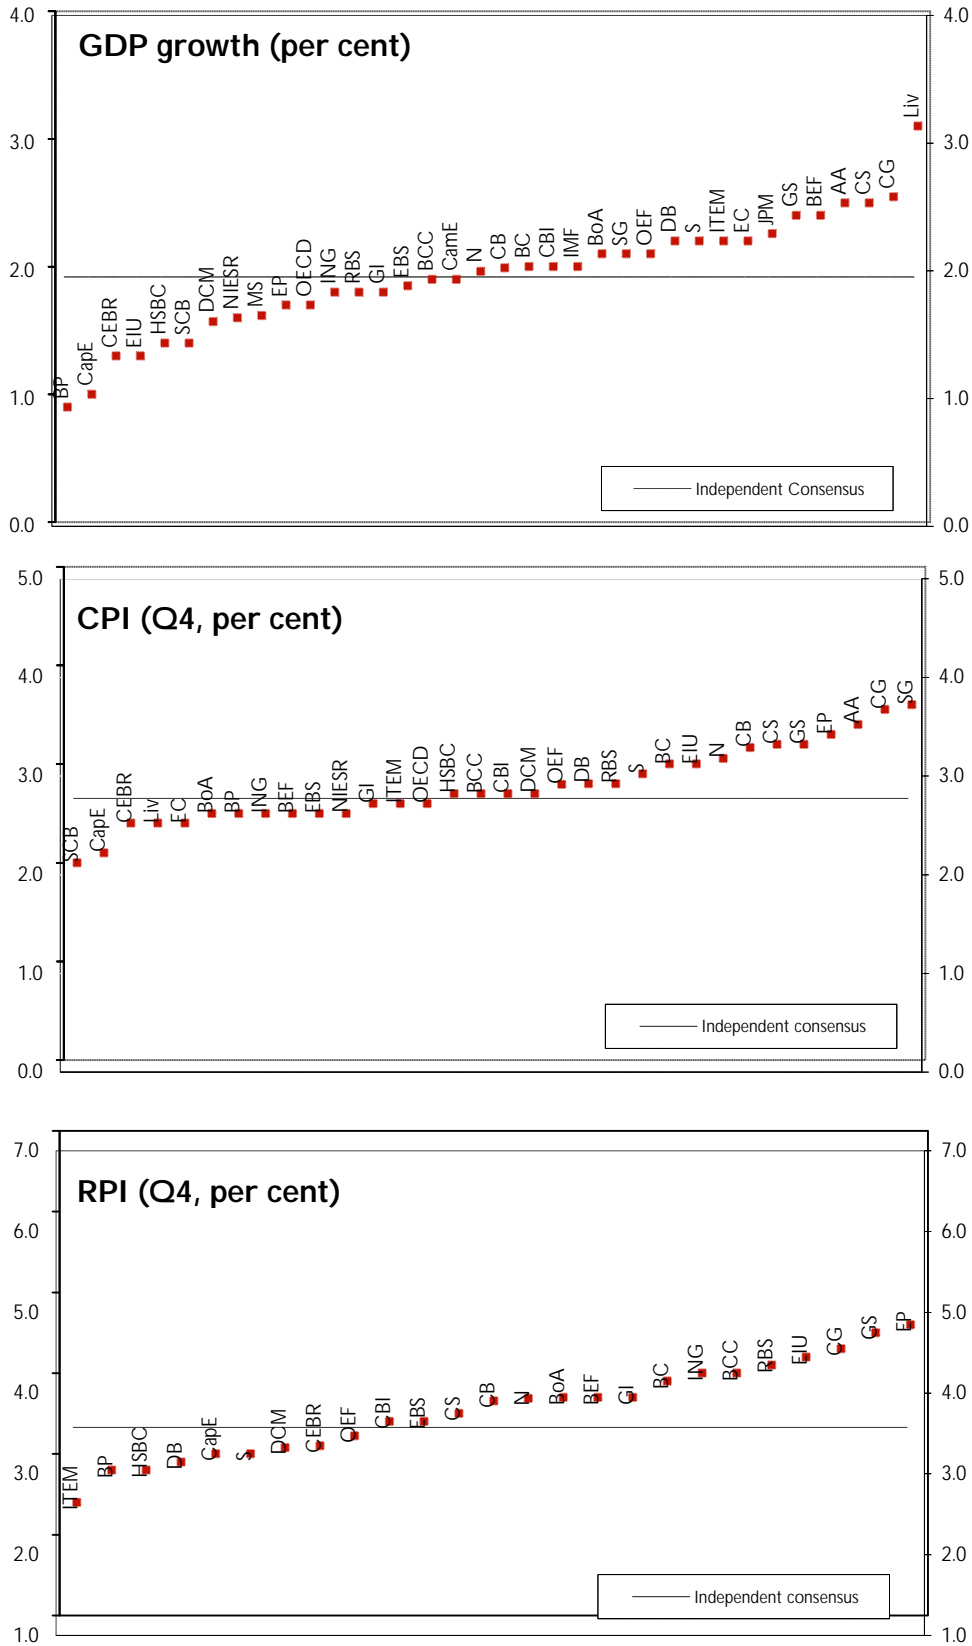 GDP growth (per cent)
4.0 4.0
3.0 3.0
2.0 2.0
1.0 1.0
0.0 0.0
BP CapE CEBR EIU HSBC SCB DCM NIESR MS EP OECD ING RBS GI EBS BCC CamE N CB BC CBI IMF BoA SG OEF DB S ITEM EC JPM GS BEF AA CS CG Liv
Independent Consensus
CPI (Q4, per cent)
5.0 5.0
4.0 4.0
3.0 3.0
2.0 2.0
1.0 1.0
0.0 0.0
SCB CapE CEBR Liv EC BoA BP ING BEF EBS NIESR GI ITEM OECD HSBC BCC CBI DCM OEF DB RBS S BC EIU N CB CS GS EP AA CG SG
Independent consensus
RPI (Q4, per cent)
7.0 7.0
6.0 6.0
5.0 5.0
4.0 4.0
3.0 3.0
2.0 2.0
1.0 1.0
ITEM BP HSBC DB CapE S DCM CEBR OEF CBI EBS CS CB N BoA BEF GI BC ING BCC RBS EIU CG GS EP
Independent consensus